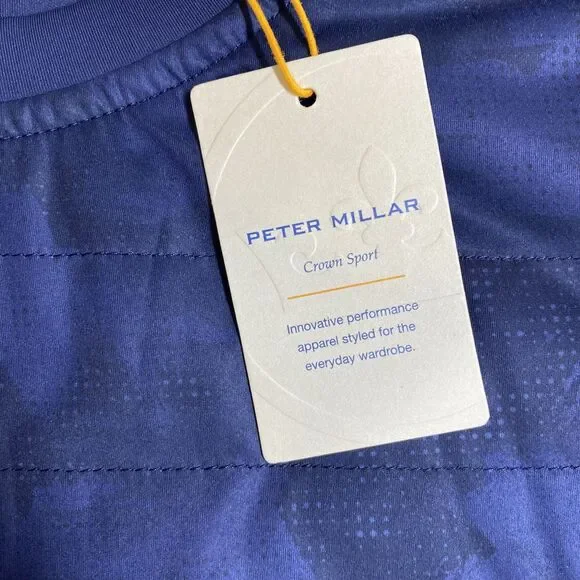 PETER MILLAR
Crown Sport
Innovative performance
apparel styled for the
everyday wardrobe.